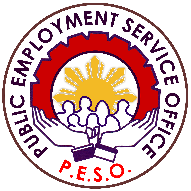 PUBLIC EMPLOYMENT SERVICE OFFICE
P.E.S.O.